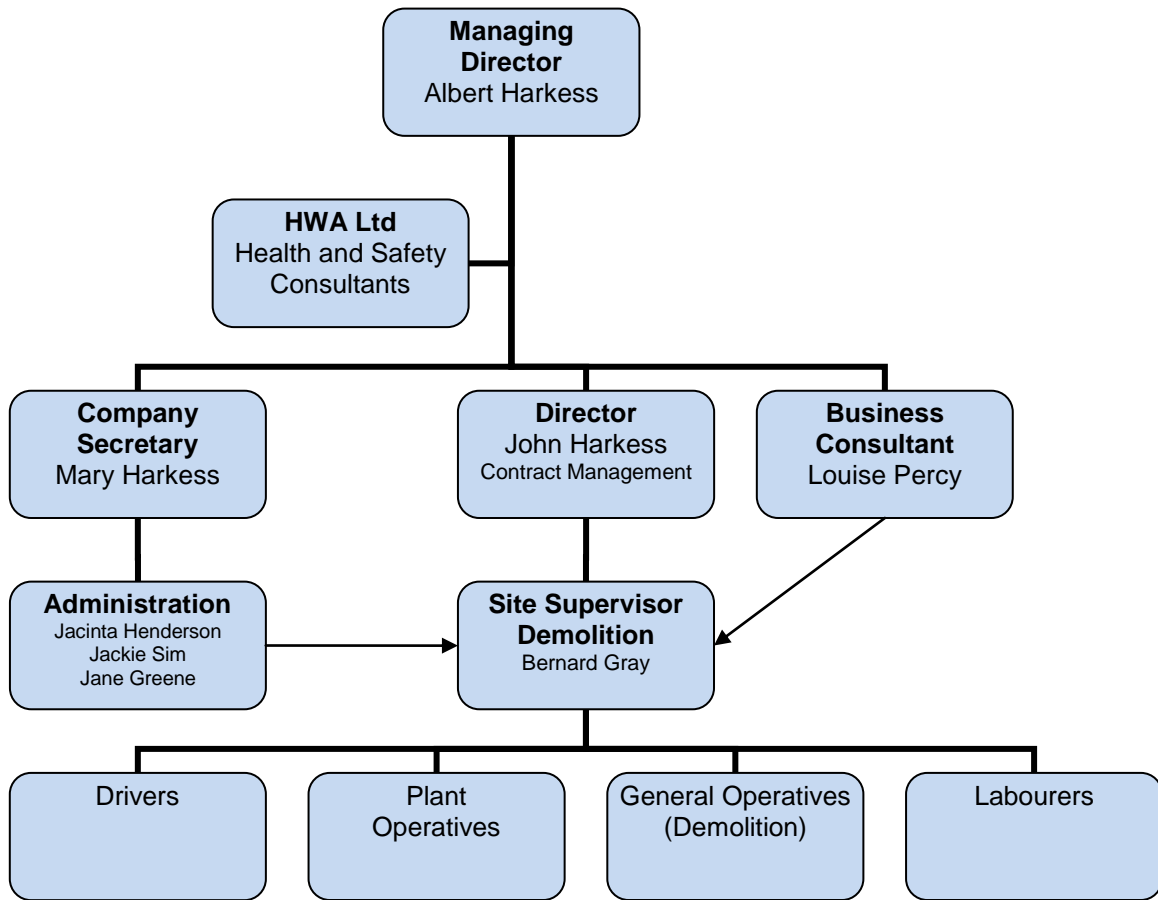 Managing
Director
Albert Harkess
HWA Ltd
Health and Safety
Consultants
Company
Secretary
Mary Harkess
Director
John Harkess
Contract Management
Business
Consultant
Louise Percy
Administration
Jacinta Henderson
Jackie Sim
Jane Greene
Site Supervisor
Demolition
Bernard Gray
Drivers
Plant
Operatives
General Operatives
(Demolition)
Labourers